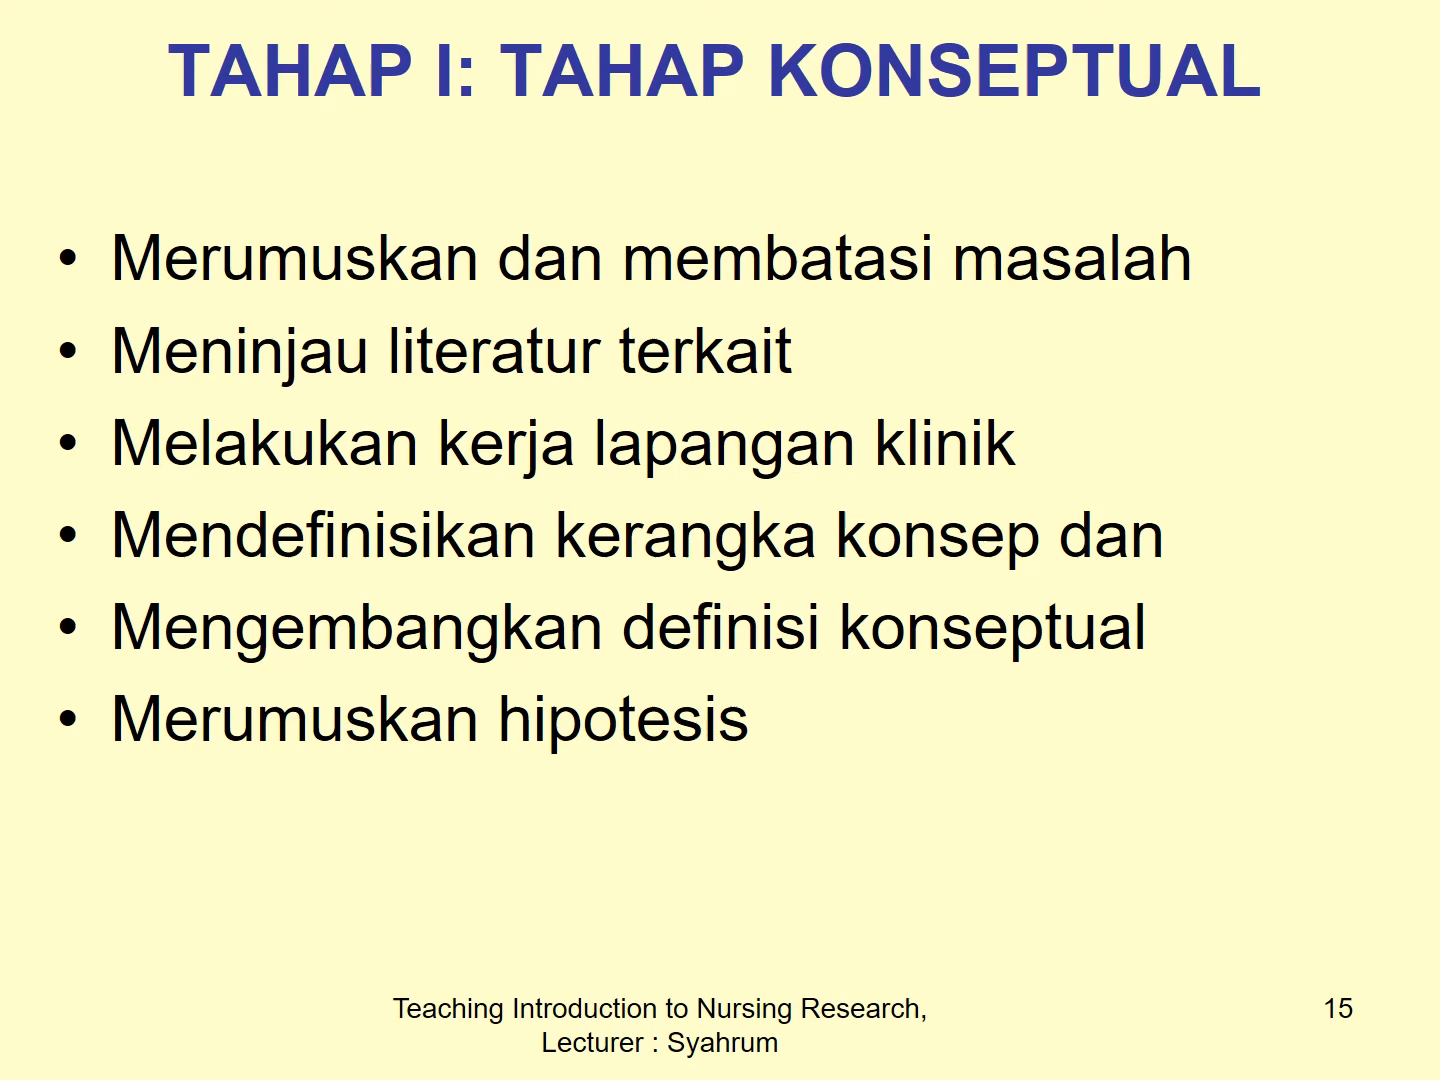 TAHAP I: TAHAP KONSEPTUAL
• Merumuskan dan membatasi masalah
• Meninjau literatur terkait
• Melakukan kerja lapangan klinik
• Mendefinisikan kerangka konsep dan
• Mengembangkan definisi konseptual
• Merumuskan hipotesis
Teaching Introduction to Nursing Research,
Lecturer : Syahrum
15